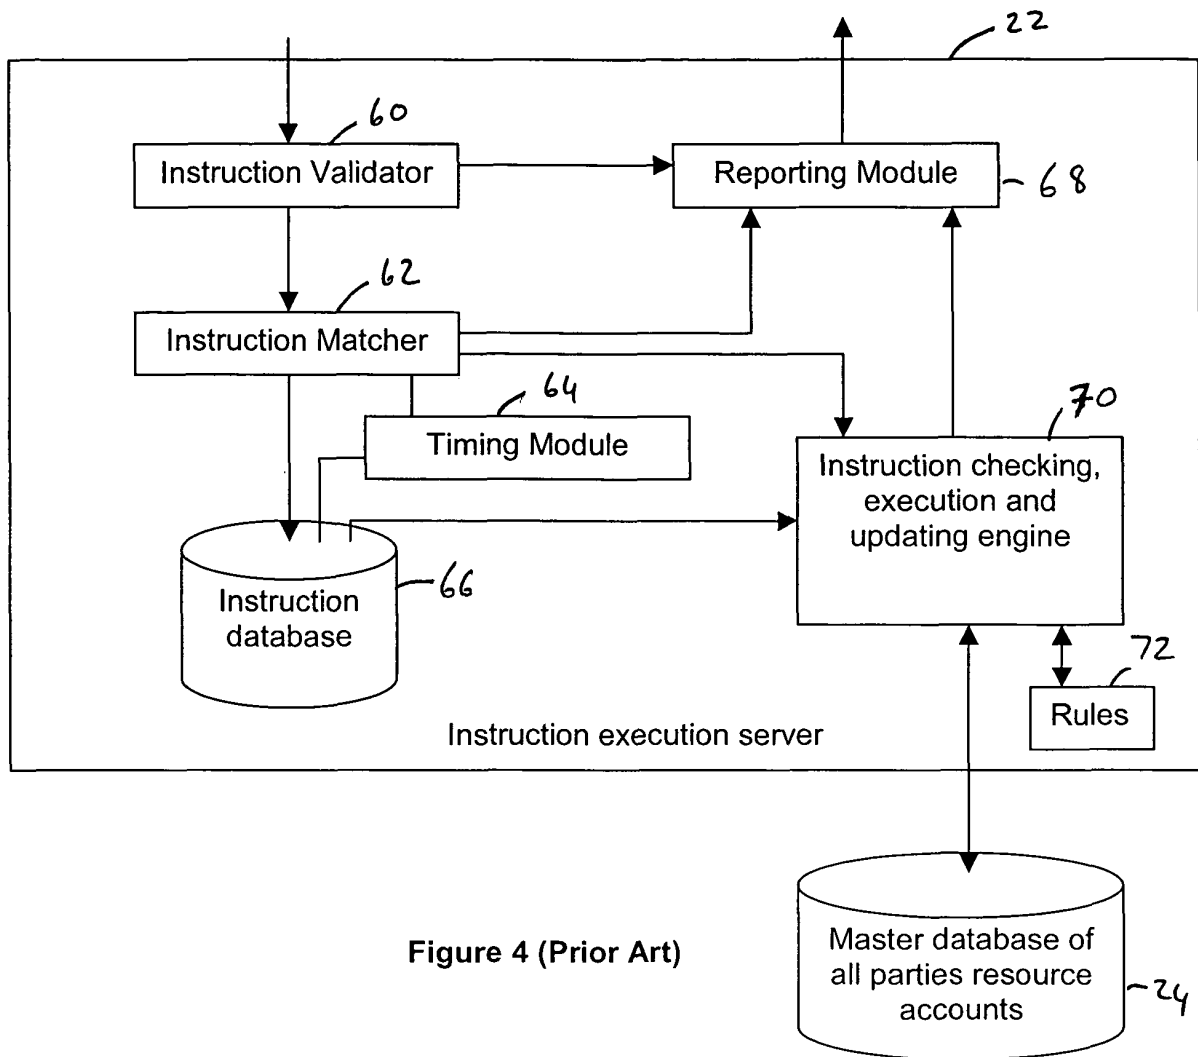 22
60
Instruction Validator
Reporting Module
68
62
Instruction Matcher
64
Timing Module
70
Instruction checking,
execution and
updating engine
66
Instruction
database
72
Rules
Instruction execution server
Figure 4 (Prior Art)
Master database of
all parties resource
accounts
24